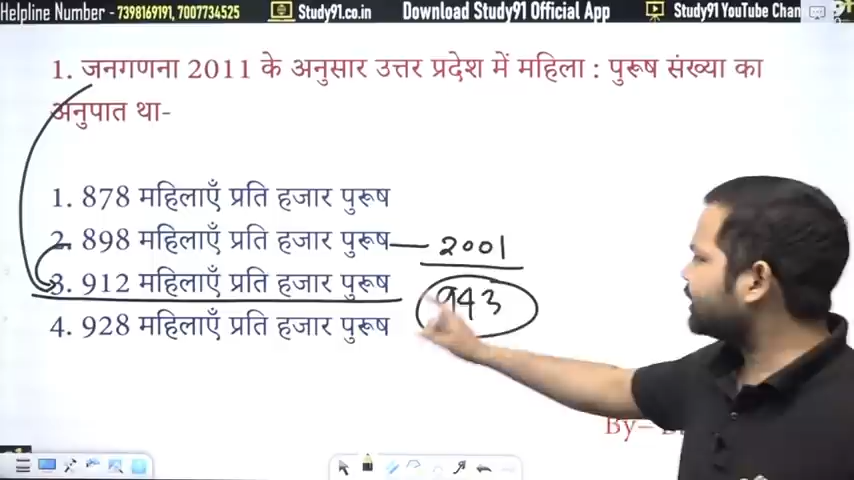 Helpline Number - 7398169191, 7007734525 Study91.co.in Download Study91 Official App Study91 YouTube Chan
1. जनगणना 2011 के अनुसार उत्तर प्रदेश में महिला : पुरूष संख्या का
अनुपात था-
1. 878 महिलाएँ प्रति हजार पुरूष
2. 898 महिलाएँ प्रति हजार पुरूष 2001
3. 912 महिलाएँ प्रति हजार पुरूष 943
4. 928 महिलाएँ प्रति हजार पुरूष
By–